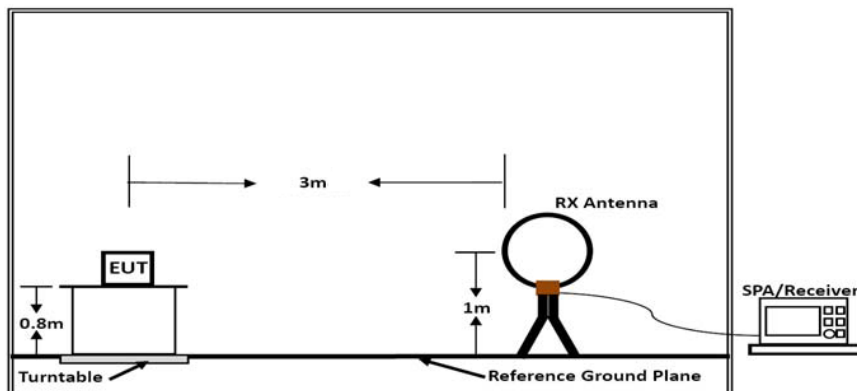 3m
RX Antenna
EUT
SPA/Receiver
0.8m
1m
Turntable
Reference Ground Plane